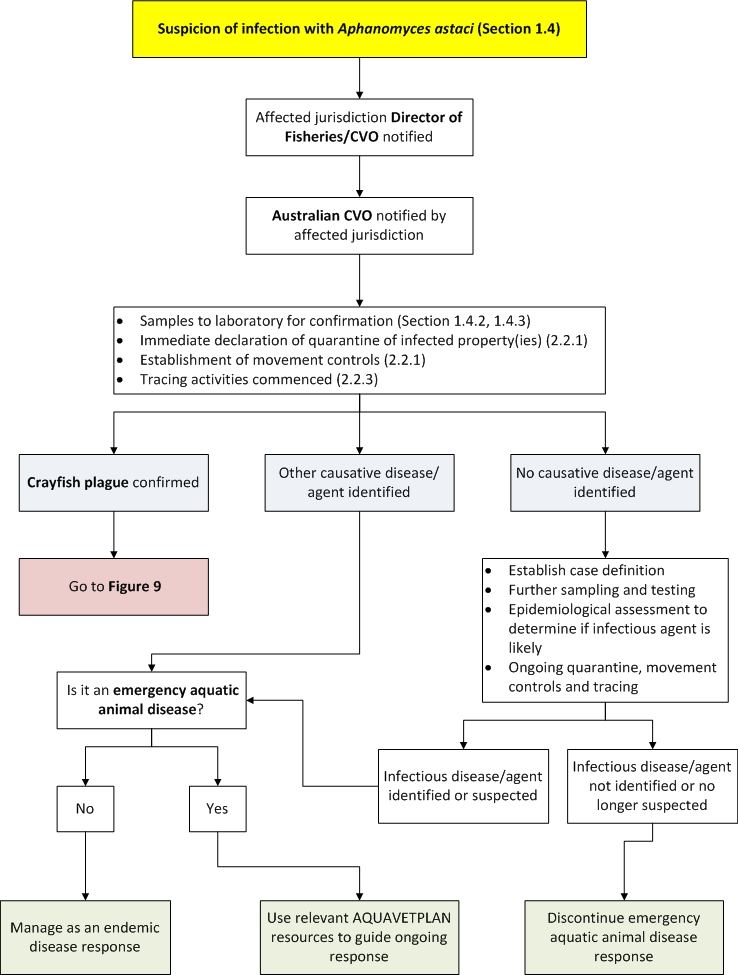 Suspicion of infection with Aphanomyces astaci (Section 1.4)
Affected jurisdiction Director of
Fisheries/CVO notified
Australian CVO notified by
affected jurisdiction
• Samples to laboratory for confirmation (Section 1.4.2, 1.4.3)
• Immediate declaration of quarantine of infected property(ies) (2.2.1)
• Establishment of movement controls (2.2.1)
• Tracing activities commenced (2.2.3)
Crayfish plague confirmed
Other causative disease/
agent identified
No causative disease/agent
identified
Go to Figure 9
• Establish case definition
• Further sampling and testing
• Epidemiological assessment to
determine if infectious agent is
likely
• Ongoing quarantine, movement
controls and tracing
Is it an emergency aquatic
animal disease?
Infectious disease/agent
identified or suspected
Infectious disease/agent
not identified or no
longer suspected
No
Yes
Manage as an endemic
disease response
Use relevant AQUAVETPLAN
resources to guide ongoing
response
Discontinue emergency
aquatic animal disease
response